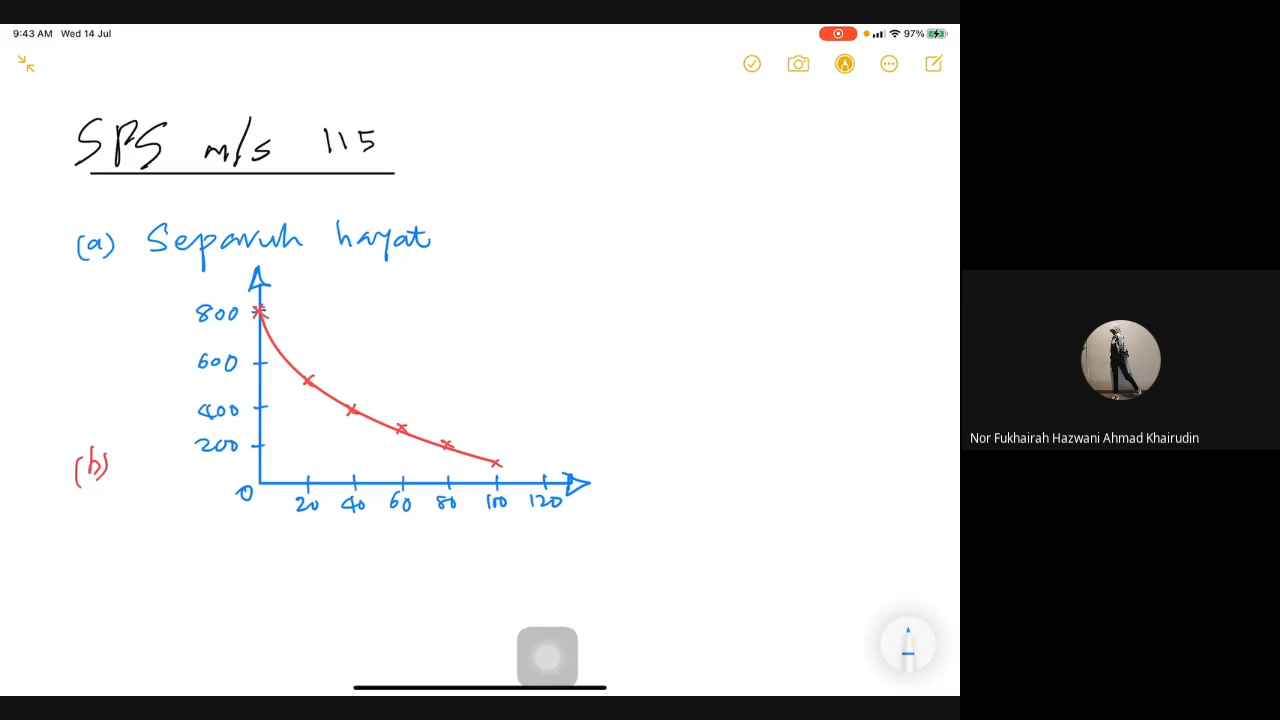 9:43 AM Wed 14 Jul
97%
SPS m/s 115
(a) Separuh hayat
800
600
400
200
(b)
0
20 40 60 80 100 120
Nor Fukhairah Hazwani Ahmad Khairudin